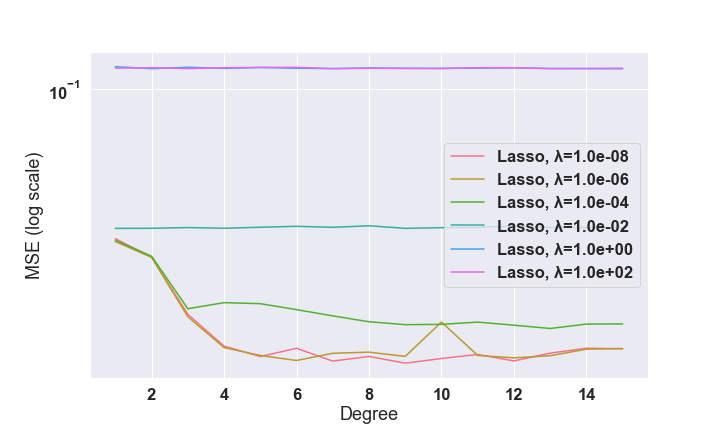 10⁻¹
MSE (log scale)
Lasso, λ=1.0e-08
Lasso, λ=1.0e-06
Lasso, λ=1.0e-04
Lasso, λ=1.0e-02
Lasso, λ=1.0e+00
Lasso, λ=1.0e+02
2 4 6 8 10 12 14
Degree